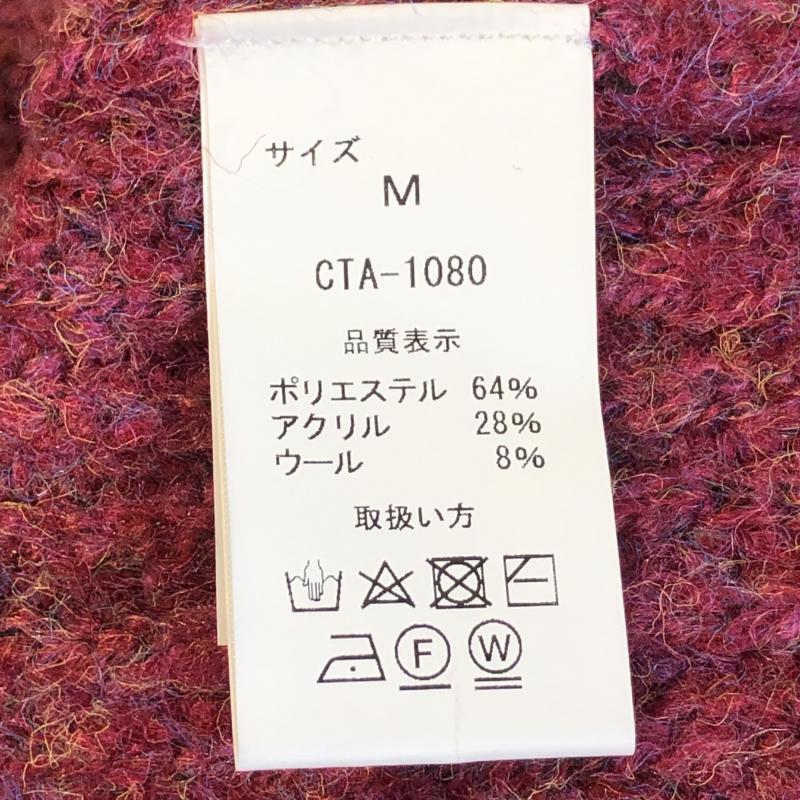 サイズ
M
CTA-1080
品質表示
ポリエステル 64%
アクリル 28%
ウール 8%
取扱い方
F W